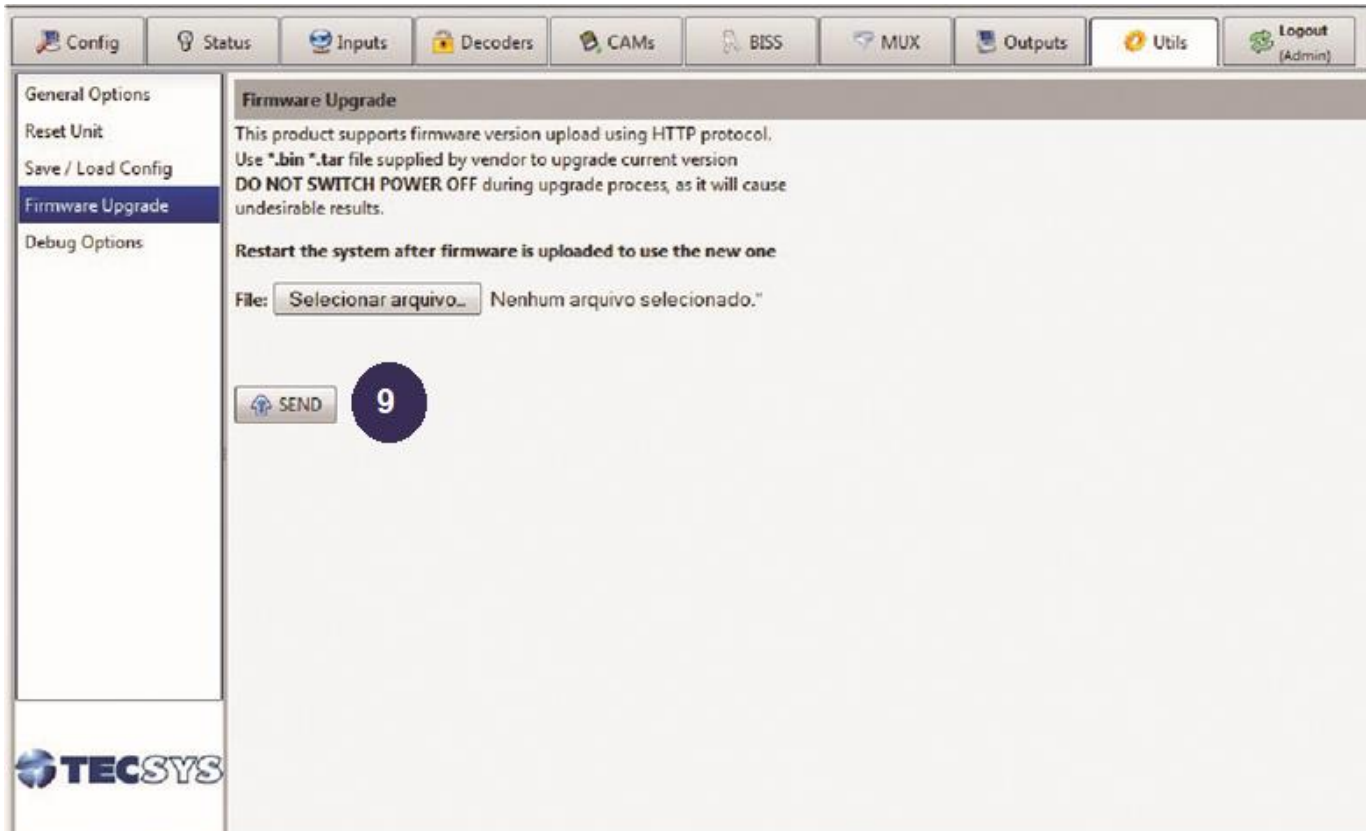 Config
Status
Inputs
Decoders
CAMs
BISS
MUX
Outputs
Utils
Logout
(Admin)
General Options
Reset Unit
Save / Load Config
Firmware Upgrade
Debug Options
Firmware Upgrade
This product supports firmware version upload using HTTP protocol.
Use *.bin *.tar file supplied by vendor to upgrade current version
DO NOT SWITCH POWER OFF during upgrade process, as it will cause
undesirable results.
Restart the system after firmware is uploaded to use the new one
File: Selecionar arquivo... Nenhum arquivo selecionado."
SEND
9
TECSYS